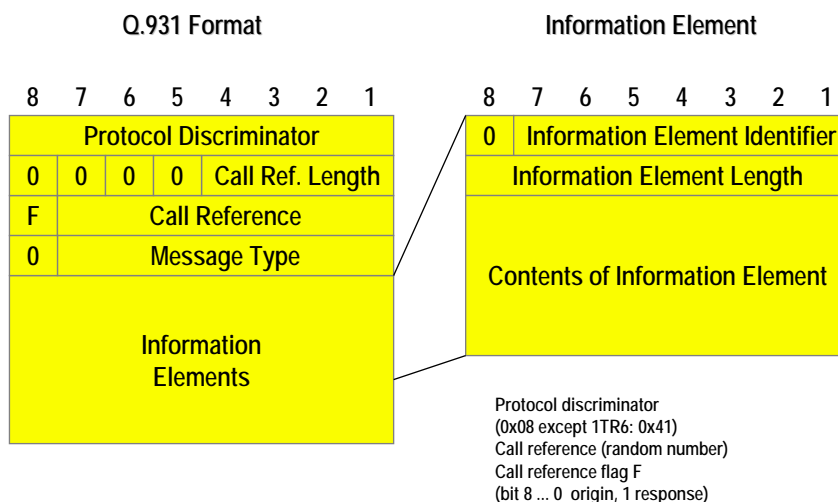 Q.931 Format
8 7 6 5 4 3 2 1
Protocol Discriminator
0 0 0 0 Call Ref. Length
F Call Reference
0 Message Type
Information
Elements
Information Element
8 7 6 5 4 3 2 1
0 Information Element Identifier
Information Element Length
Contents of Information Element
Protocol discriminator
(0x08 except 1TR6: 0x41)
Call reference (random number)
Call reference flag F
(bit 8 ... 0 origin, 1 response)